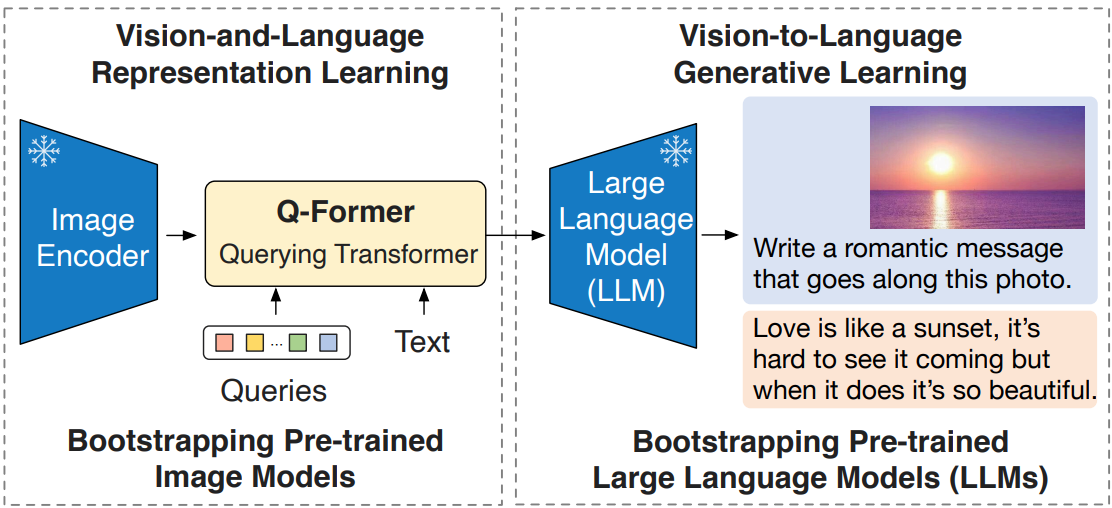 Vision-and-Language
Representation Learning
Image
Encoder
Q-Former
Querying Transformer
...
Queries
Text
Bootstrapping Pre-trained
Image Models
Vision-to-Language
Generative Learning
Large
Language
Model
(LLM)
Write a romantic message
that goes along this photo.
Love is like a sunset, it's
hard to see it coming but
when it does it's so beautiful.
Bootstrapping Pre-trained
Large Language Models (LLMs)